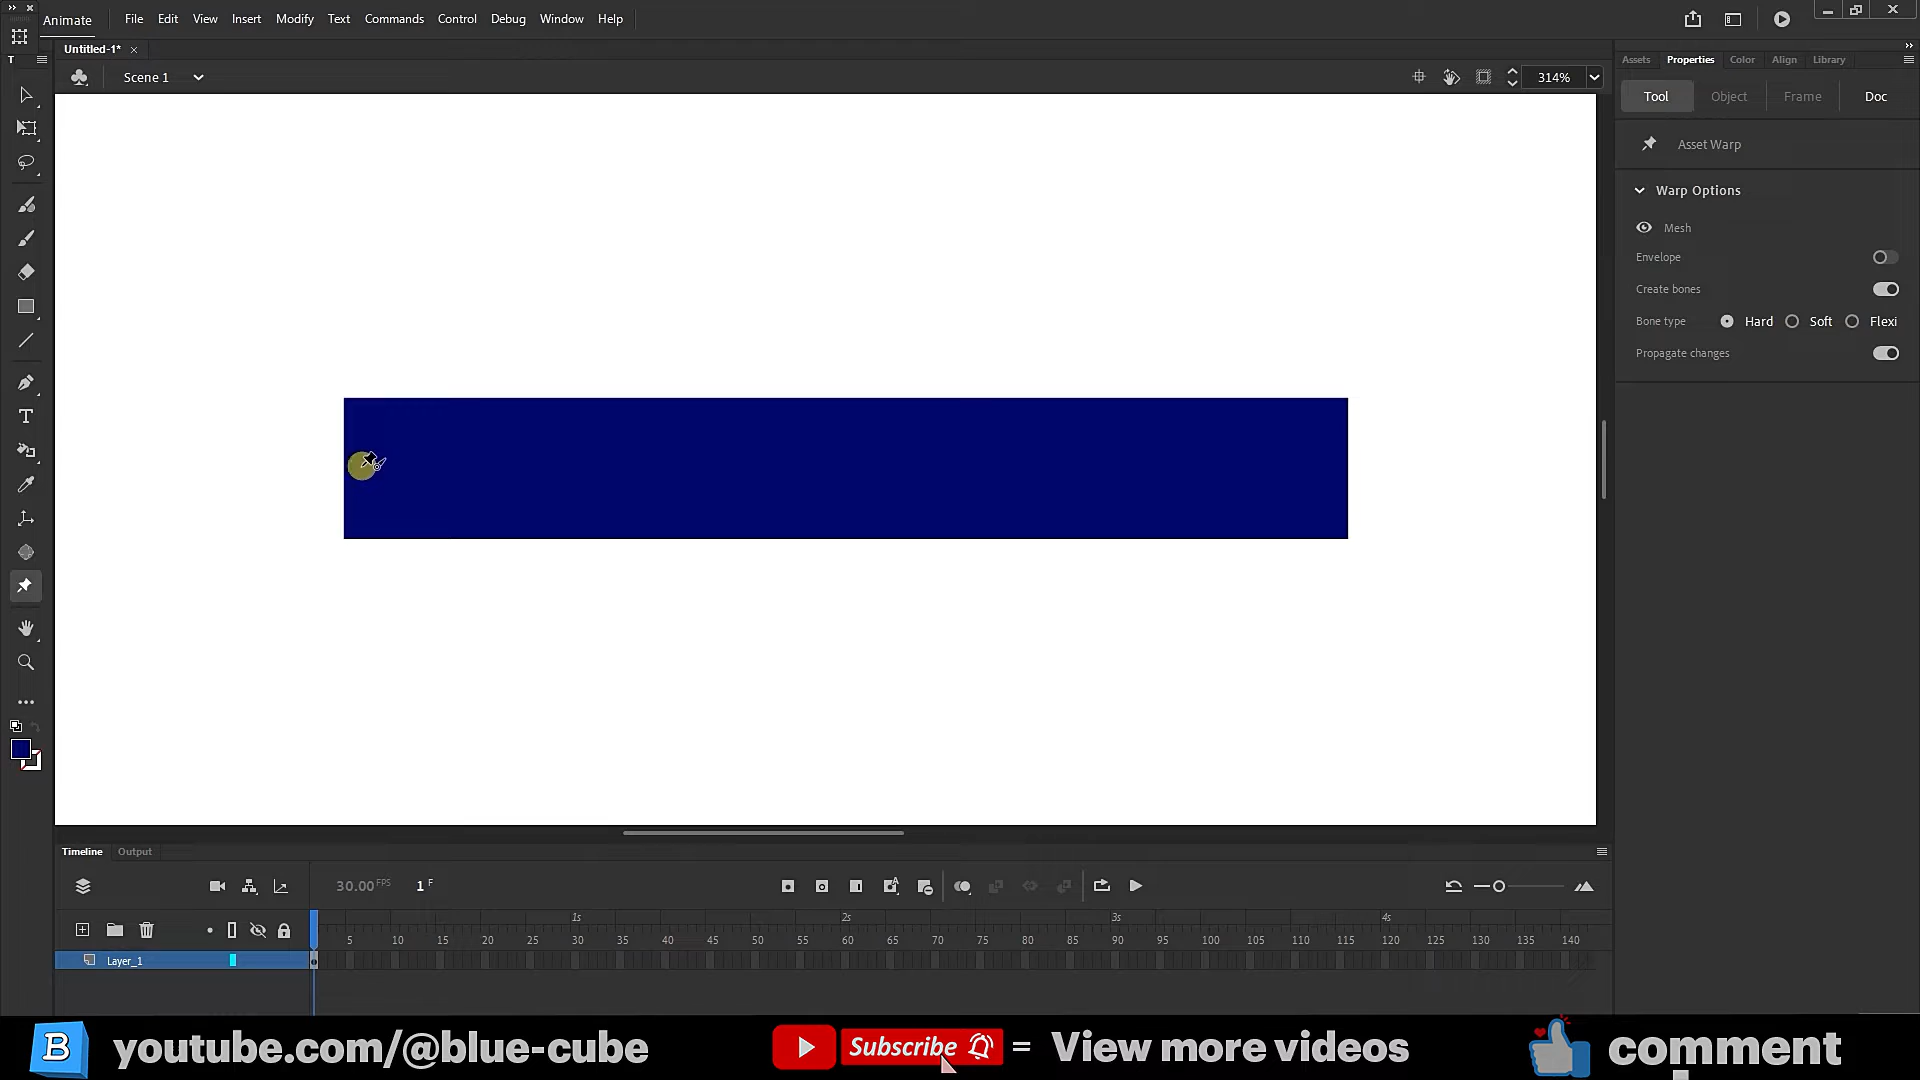 Animate File Edit View Insert Modify Text Commands Control Debug Window Help
T Untitled-1*
Scene 1 314%
Assets Properties Color Align Library
Tool Object Frame Doc
Asset Warp
Warp Options
Mesh
Envelope
Create bones
Bone type Hard Soft Flexi
Propagate changes
T
Timeline Output
30.00 FPS 1 F
1s 2s 3s 4s
5 10 15 20 25 30 35 40 45 50 55 60 65 70 75 80 85 90 95 100 105 110 115 120 125 130 135 140
Layer_1
B youtube.com/@blue-cube Subscribe = View more videos comment